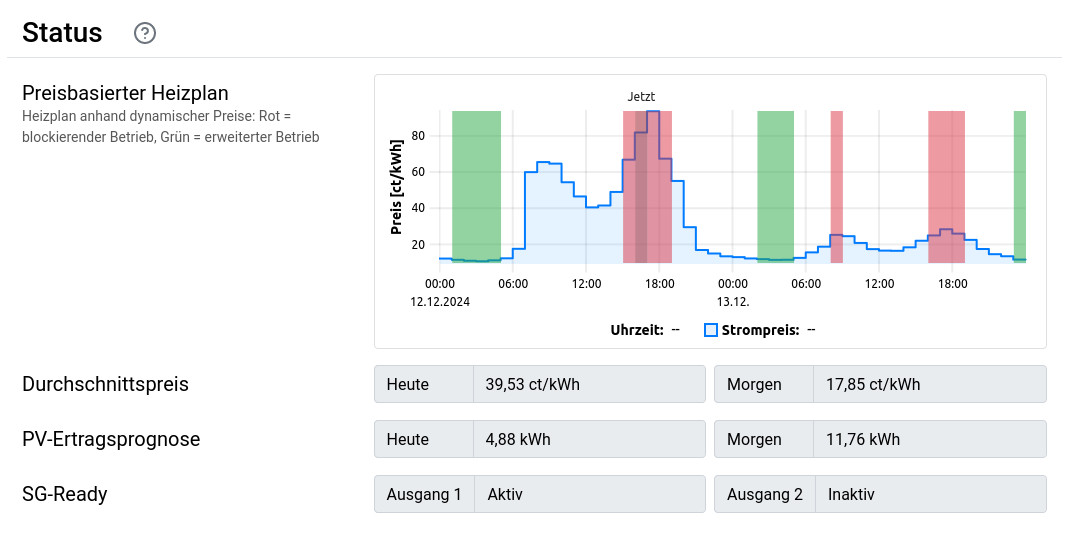 Status ?
Preisbasierter Heizplan
Heizplan anhand dynamischer Preise: Rot =
blockierender Betrieb, Grün = erweiterter Betrieb
Jetzt
Preis [ct/kWh]
80
60
40
20
00:00 06:00 12:00 18:00 00:00 06:00 12:00 18:00
12.12.2024 13.12.
Uhrzeit: -- Strompreis: --
Durchschnittspreis Heute 39,53 ct/kWh Morgen 17,85 ct/kWh
PV-Ertragsprognose Heute 4,88 kWh Morgen 11,76 kWh
SG-Ready Ausgang 1 Aktiv Ausgang 2 Inaktiv